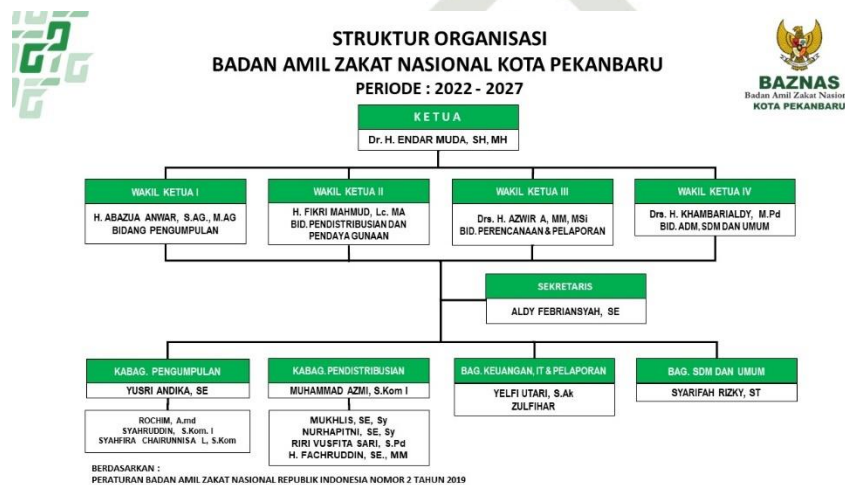 STRUKTUR ORGANISASI
BADAN AMIL ZAKAT NASIONAL KOTA PEKANBARU
PERIODE : 2022 - 2027
BAZNAS
Badan Amil Zakat Nasion
KOTA PEKANBARU
KETUA
Dr. H. ENDAR MUDA, SH, MH
WAKIL KETUA I
H. ABAZUA ANWAR, S.AG., M.AG
BIDANG PENGUMPULAN
WAKIL KETUA II
H. FIKRI MAHMUD, Lc. MA
BID. PENDISTRIBUSIAN DAN
PENDAYA GUNAAN
WAKIL KETUA III
Drs. H. AZWIR A, MM, MSi
BID. PERENCANAAN & PELAPORAN
WAKIL KETUA IV
Drs. H. KHAMBARIALDY, M.Pd
BID. ADM, SDM DAN UMUM
SEKRETARIS
ALDY FEBRIANSYAH, SE
KABAG. PENGUMPULAN
YUSRI ANDIKA, SE
ROCHIM, A.md
SYAHRUDDIN, S.Kom. I
SYAHFIRA CHAIRUNNISA L, S.Kom
KABAG. PENDISTRIBUSIAN
MUHAMMAD AZMI, S.Kom I
MUKHLIS, SE, Sy
NURHAPITNI, SE, Sy
RIRI VUSFITA SARI, S.Pd
H. FACHRUDDIN, SE., MM
BAG. KEUANGAN, IT & PELAPORAN
YELFI UTARI, S.Ak
ZULFIHAR
BAG. SDM DAN UMUM
SYARIFAH RIZKY, ST
BERDASARKAN :
PERATURAN BADAN AMIL ZAKAT NASIONAL REPUBLIK INDONESIA NOMOR 2 TAHUN 2019